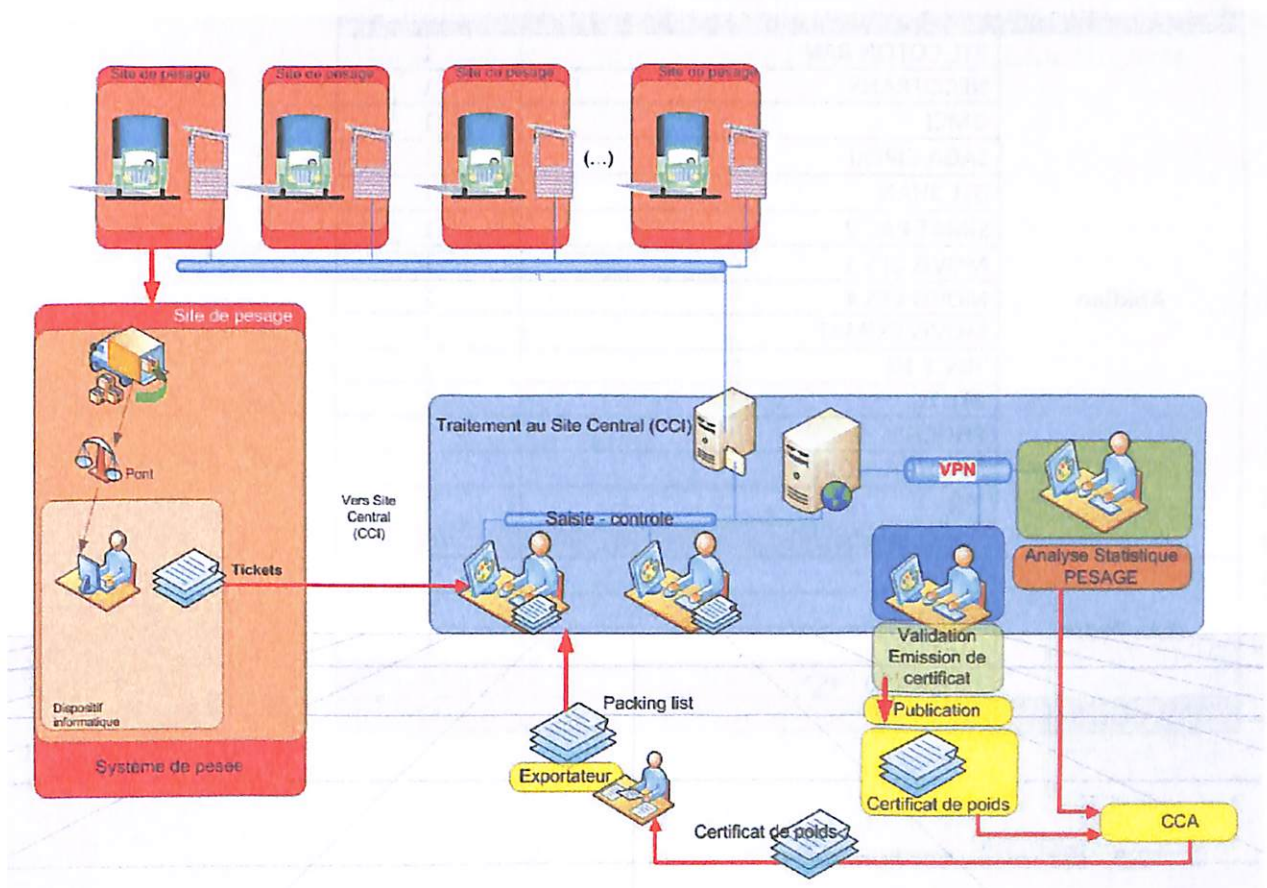 Site de pesage
Site de pesage
Site de pesage
Site de pesage
(...)
Site de pesage
Pont
Tickets
Dispositif
informatique
Système de pesée
Vers Site
Central
(CCI)
Traitement au Site Central (CCI)
Saisie - controle
VPN
Analyse Statistique
PESAGE
Validation
Emission de
certificat
Publication
Certificat de poids
Packing list
Exportateur
Certificat de poids
CCA